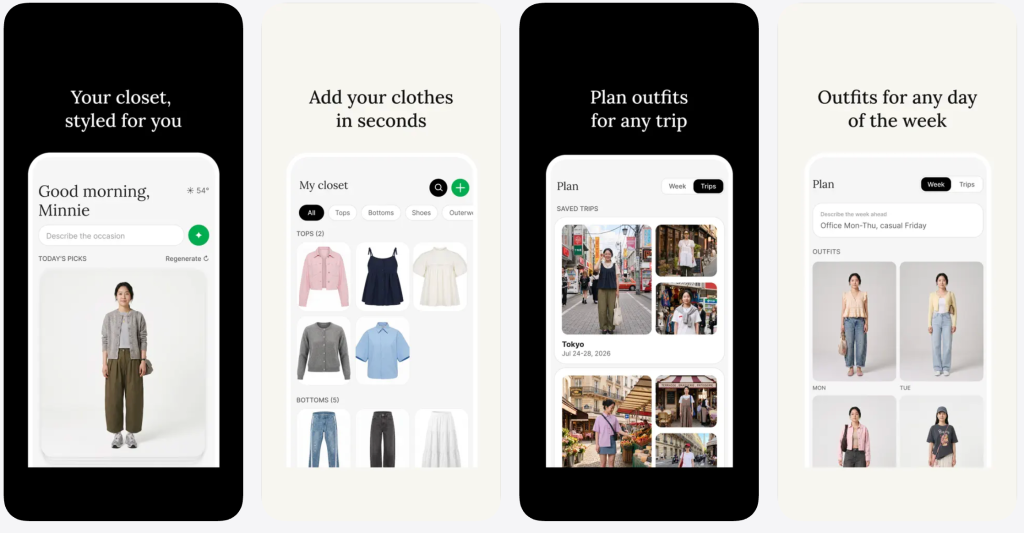 Your closet,
styled for you
Good morning,
Minnie
54°
Describe the occasion
TODAY'S PICKS
Regenerate
Add your clothes
in seconds
My closet
All
Tops
Bottoms
Shoes
Outerw
TOPS (2)
BOTTOMS (5)
Plan outfits
for any trip
Plan
Week
Trips
SAVED TRIPS
Tokyo
Jul 24-28, 2026
Outfits for any day
of the week
Plan
Week
Trips
Describe the week ahead
Office Mon-Thu, casual Friday
OUTFITS
MON
TUE